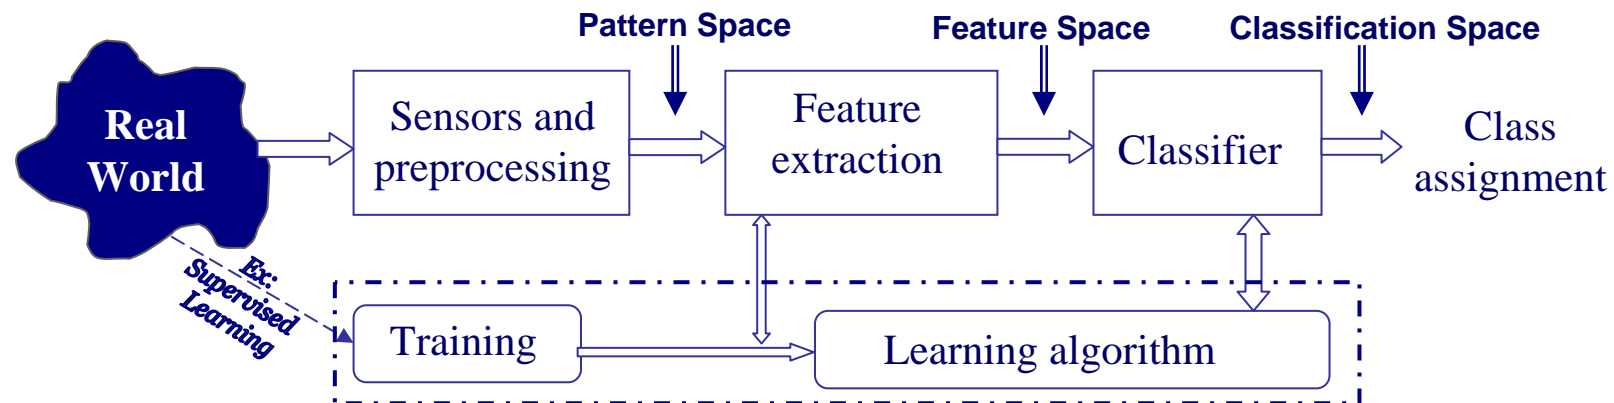 Pattern Space
Feature Space
Classification Space
Real
World
Sensors and
preprocessing
Feature
extraction
Classifier
Class
assignment
Ex:
Supervised
Learning
Training
Learning algorithm